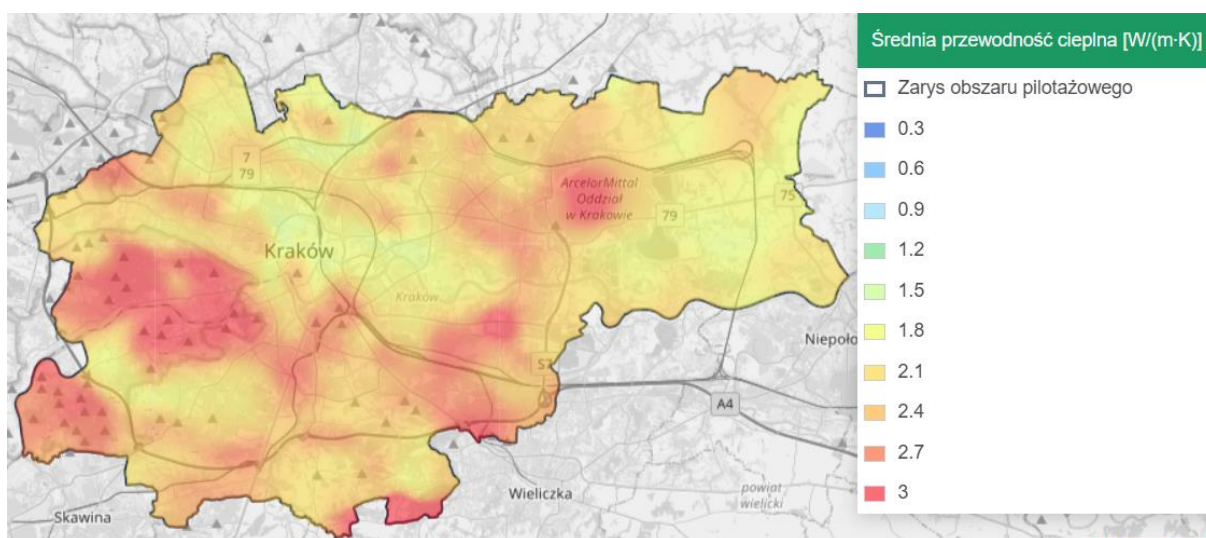 Średnia przewodność cieplna [W/(m·K)]
Zarys obszaru pilotażowego
0.3
0.6
0.9
1.2
1.5
1.8
2.1
2.4
2.7
3
7
79
ArcelorMittal
Oddział
w Krakowie
79
75
Kraków
Kraków
Niepoło
S7
A4
Wieliczka
powiat
wielicki
Skawina